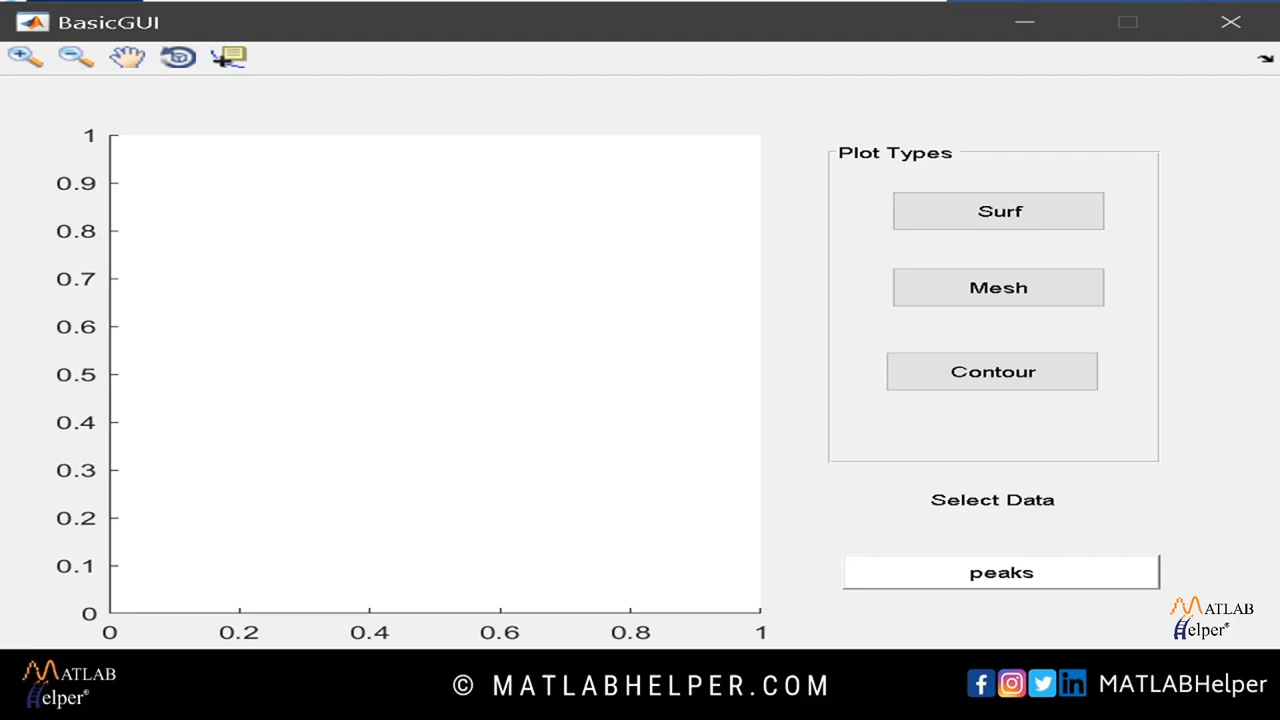 BasicGUI
1
0.9
0.8
0.7
0.6
0.5
0.4
0.3
0.2
0.1
0
0 0.2 0.4 0.6 0.8 1
Plot Types
Surf
Mesh
Contour
Select Data
peaks
MATLAB
Helper®
MATLAB
Helper®
© MATLABHELPER.COM
MATLABHelper